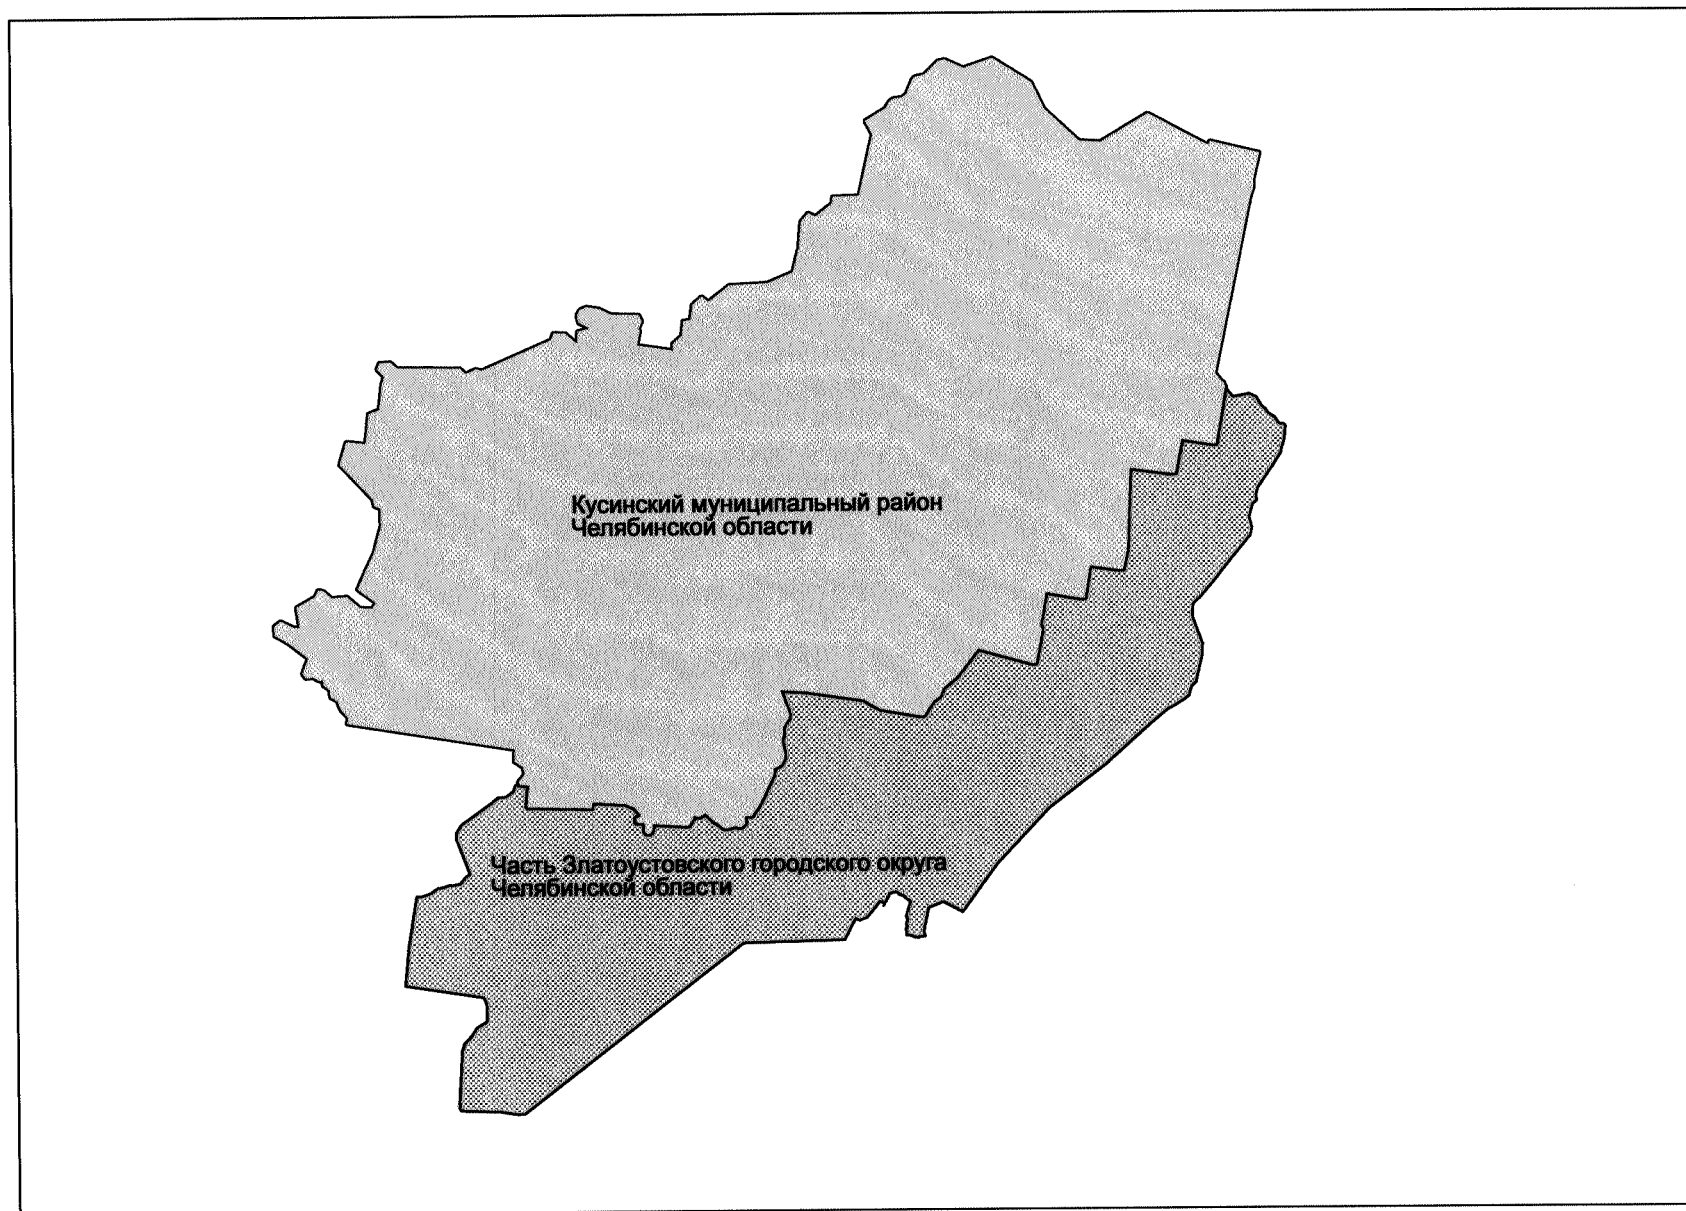 Кусинский муниципальный район
Челябинской области
Часть Златоустовского городского округа
Челябинской области